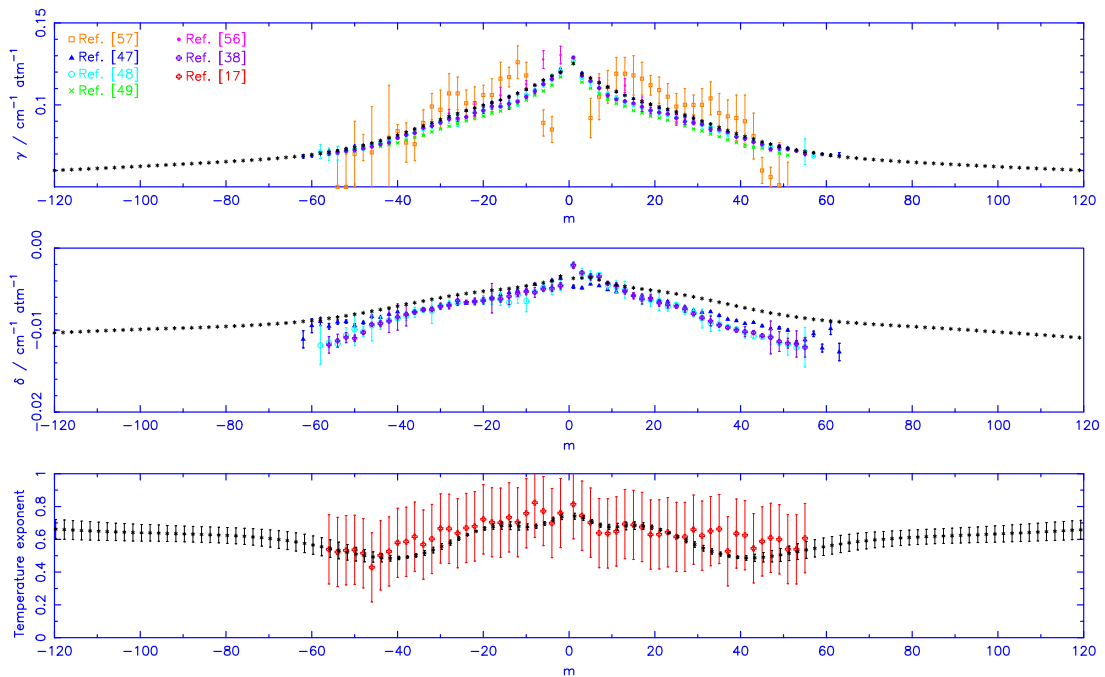 0.15
Ref. [57]
Ref. [56]
Ref. [47]
Ref. [38]
Ref. [48]
Ref. [17]
Ref. [49]
0.1
γ / cm⁻¹ atm⁻¹
−120 −100 −80 −60 −40 −20 0 20 40 60 80 100 120
m
0.00
−0.01
−0.02
δ / cm⁻¹ atm⁻¹
−120 −100 −80 −60 −40 −20 0 20 40 60 80 100 120
m
1
0.8
0.6
0.4
0.2
0
Temperature exponent
−120 −100 −80 −60 −40 −20 0 20 40 60 80 100 120
m